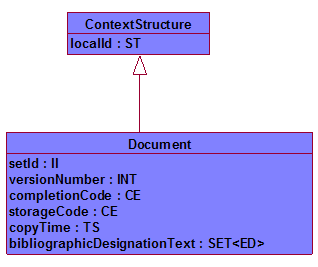 ContextStructure
localId : ST
Document
setId : II
versionNumber : INT
completionCode : CE
storageCode : CE
copyTime : TS
bibliographicDesignationText : SET<ED>